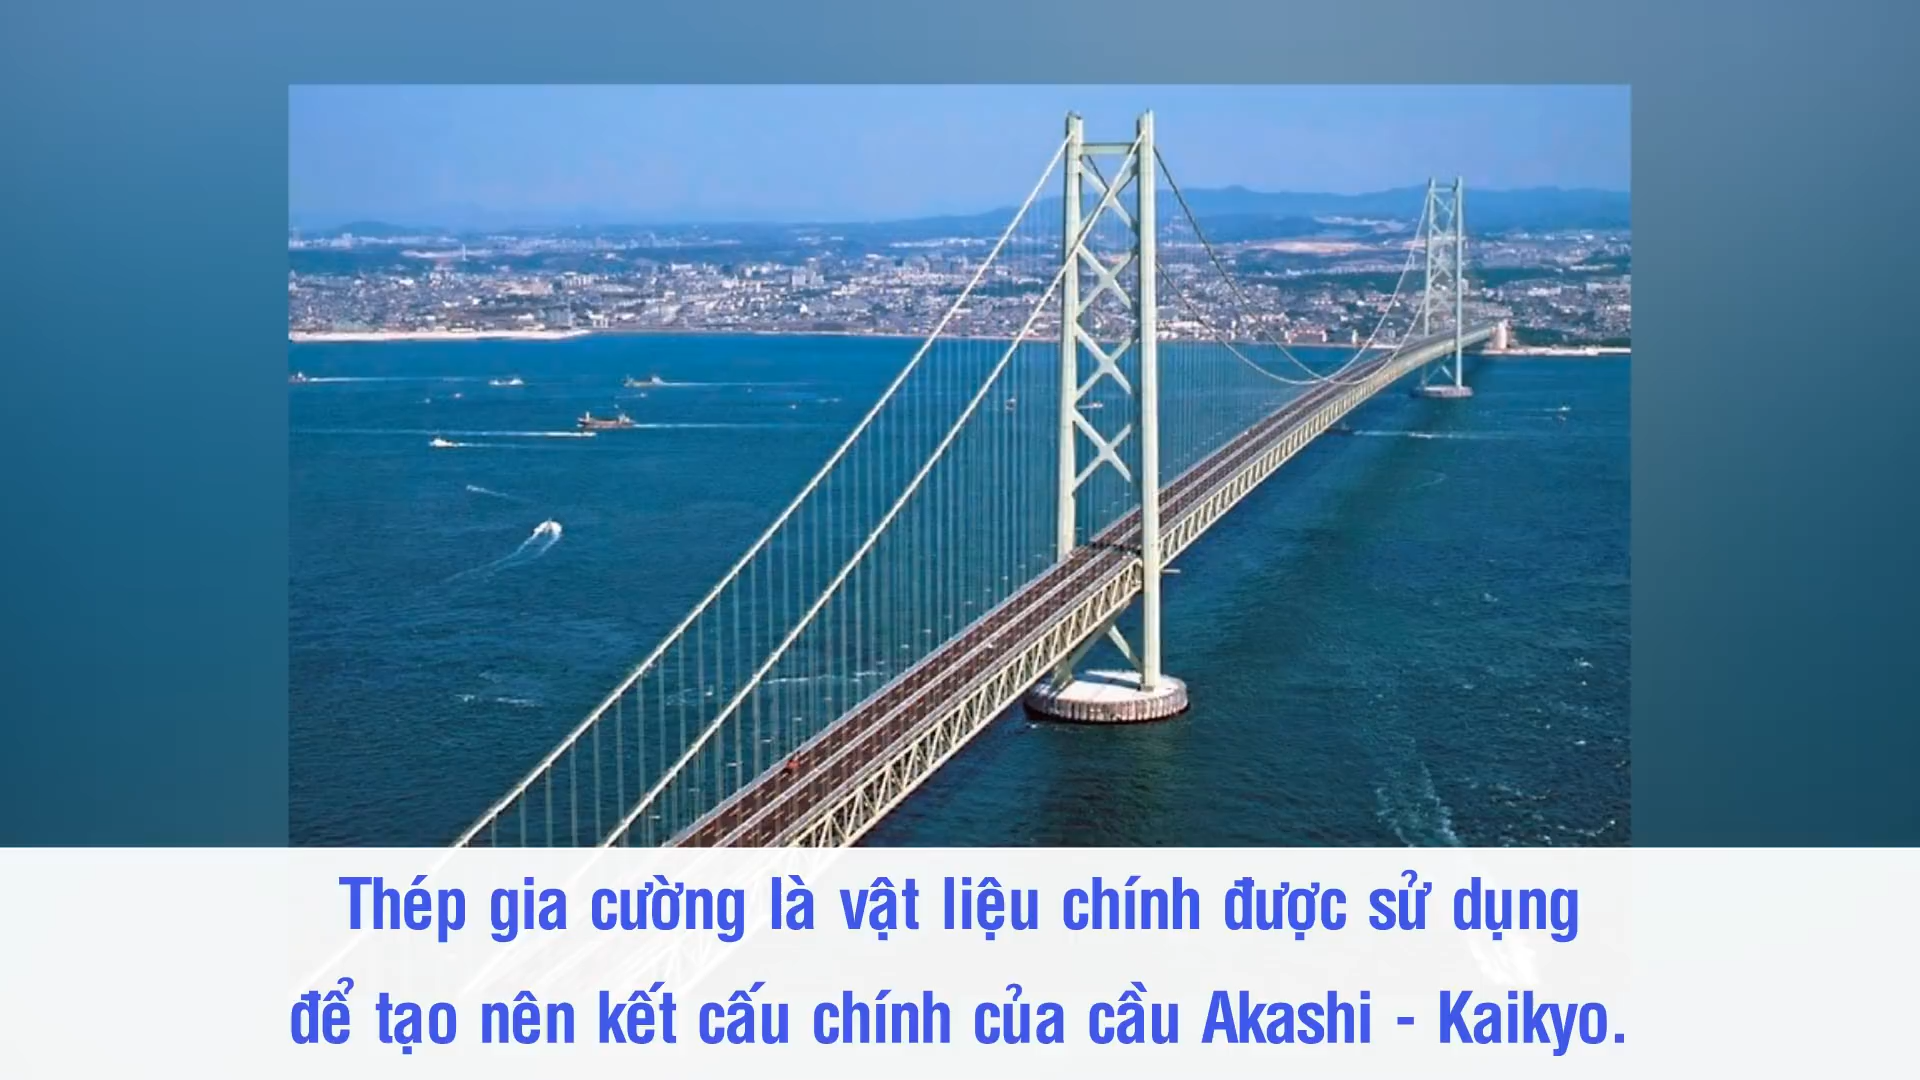 Thép gia cường là vật liệu chính được sử dụng
để tạo nên kết cấu chính của cầu Akashi - Kaikyo.